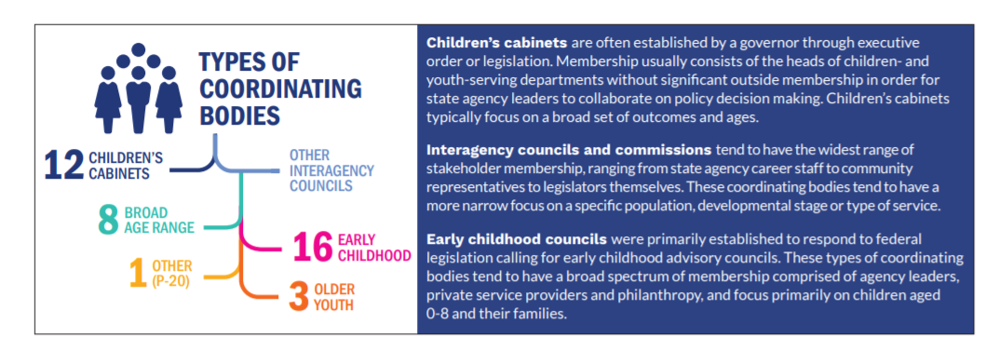 TYPES OF
COORDINATING
BODIES
12 CHILDREN'S
CABINETS
OTHER
INTERAGENCY
COUNCILS
8 BROAD
AGE RANGE
16 EARLY
CHILDHOOD
1 OTHER
(P-20)
3 OLDER
YOUTH
Children's cabinets are often established by a governor through executive
order or legislation. Membership usually consists of the heads of children- and
youth-serving departments without significant outside membership in order for
state agency leaders to collaborate on policy decision making. Children's cabinets
typically focus on a broad set of outcomes and ages.
Interagency councils and commissions tend to have the widest range of
stakeholder membership, ranging from state agency career staff to community
representatives to legislators themselves. These coordinating bodies tend to have a
more narrow focus on a specific population, developmental stage or type of service.
Early childhood councils were primarily established to respond to federal
legislation calling for early childhood advisory councils. These types of coordinating
bodies tend to have a broad spectrum of membership comprised of agency leaders,
private service providers and philanthropy, and focus primarily on children aged
0-8 and their families.